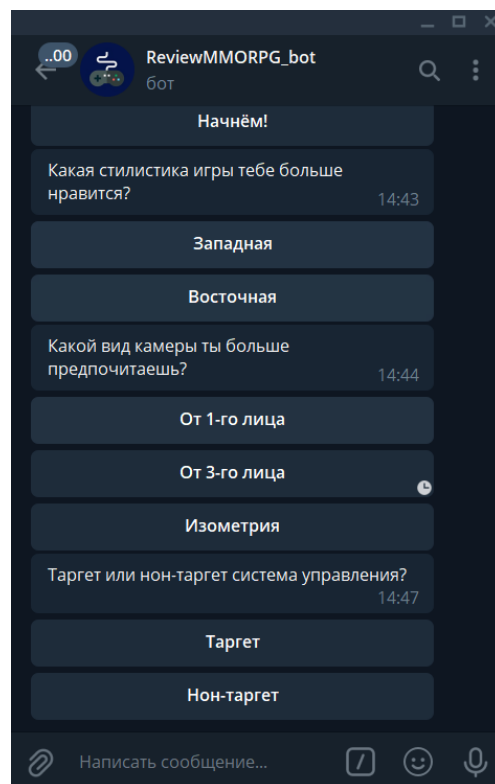 ..00
ReviewMMORPG_bot
бот
Начнём!
Какая стилистика игры тебе больше
нравится?
14:43
Западная
Восточная
Какой вид камеры ты больше
предпочитаешь?
14:44
От 1-го лица
От 3-го лица
Изометрия
Таргет или нон-таргет система управления?
14:47
Таргет
Нон-таргет
Написать сообщение...